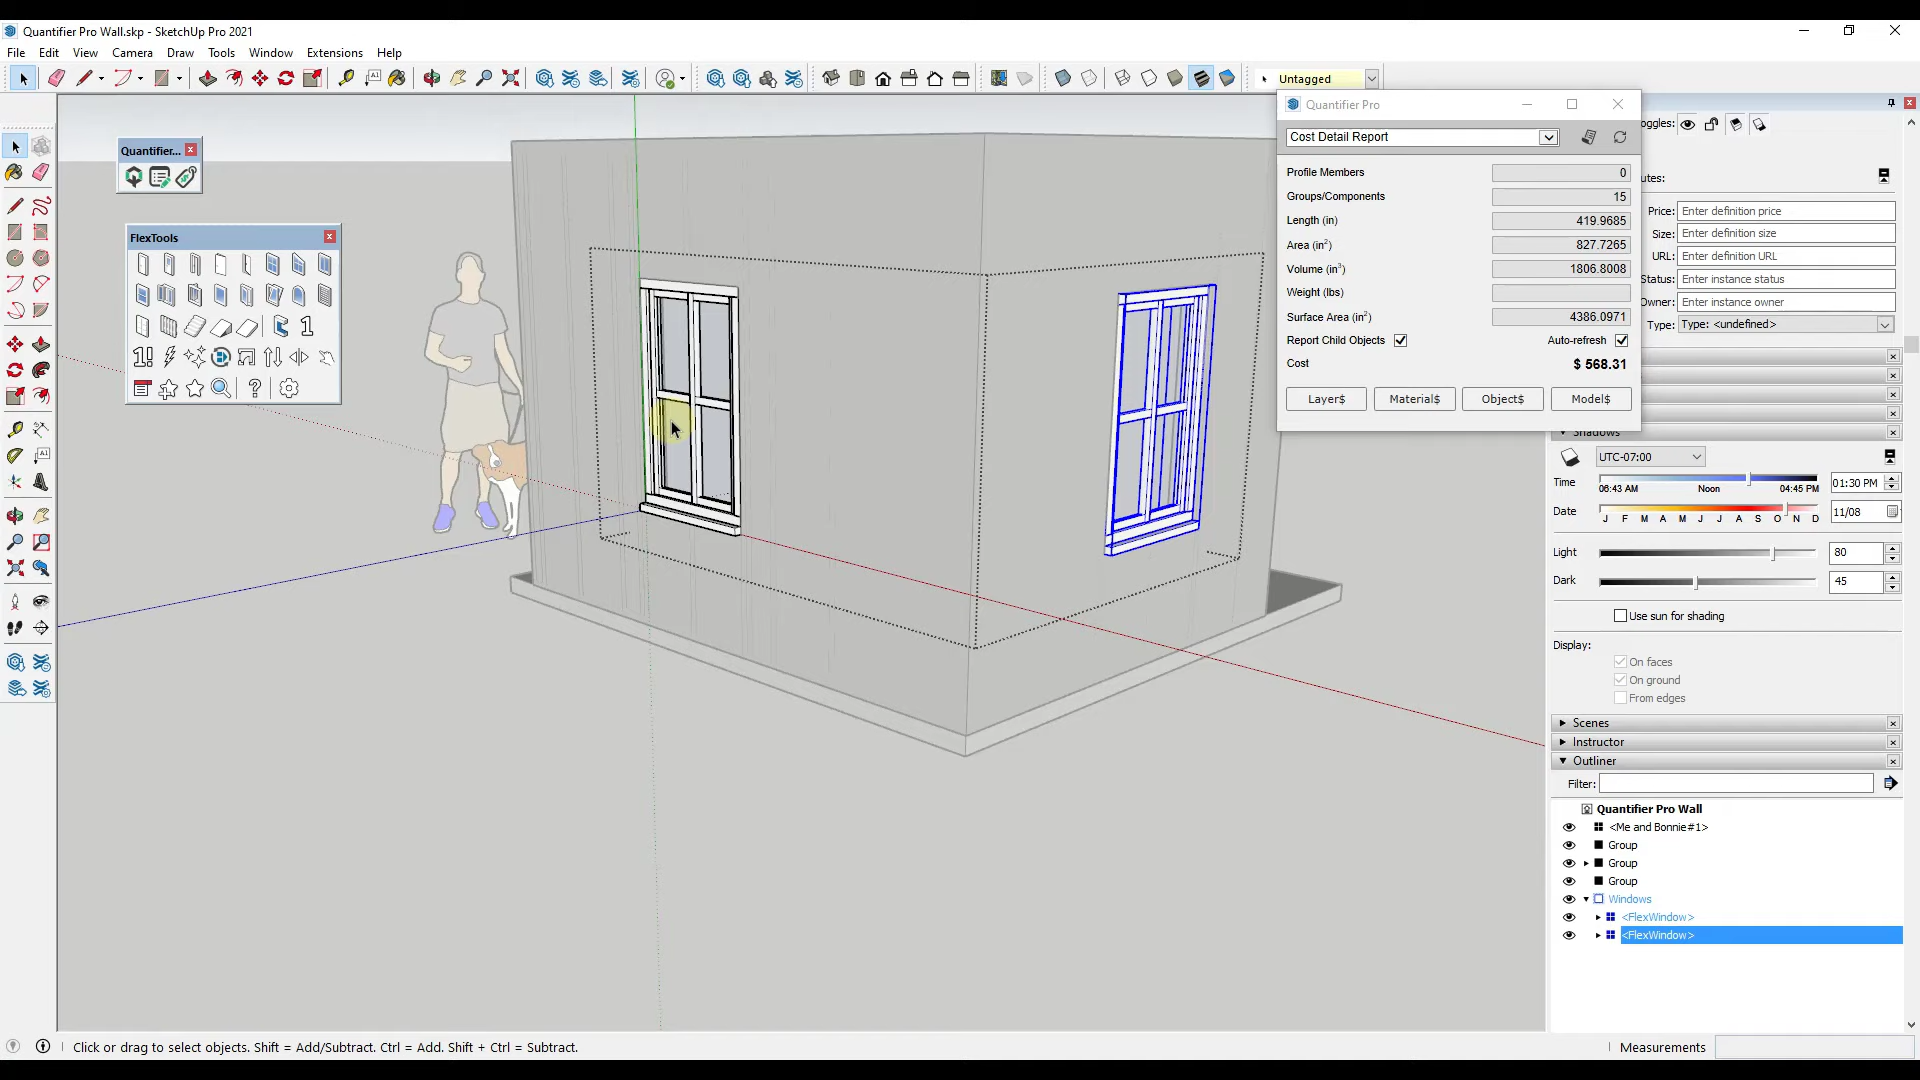 Quantifier Pro Wall.skp - SketchUp Pro 2021
File Edit View Camera Draw Tools Window Extensions Help
Untagged
Quantifier...
FlexTools
1
1!
?
Quantifier Pro
Cost Detail Report
Profile Members 0
Groups/Components 15
Length (in) 419.9685
Area (in²) 827.7265
Volume (in³) 1806.8008
Weight (lbs)
Surface Area (in²) 4386.0971
Report Child Objects Auto-refresh
Cost $ 568.31
Layer$ Material$ Object$ Model$
oggles:
utes:
Price: Enter definition price
Size: Enter definition size
URL: Enter definition URL
Status: Enter instance status
Owner: Enter instance owner
Type: Type: <undefined>
Shadows
UTC-07:00
Time 06:43 AM Noon 04:45 PM 01:30 PM
Date J F M A M J J A S O N D 11/08
Light 80
Dark 45
Use sun for shading
Display:
On faces
On ground
From edges
Scenes
Instructor
Outliner
Filter:
Quantifier Pro Wall
<Me and Bonnie#1>
Group
Group
Group
Windows
<FlexWindow>
<FlexWindow>
Click or drag to select objects. Shift = Add/Subtract. Ctrl = Add. Shift + Ctrl = Subtract.
Measurements